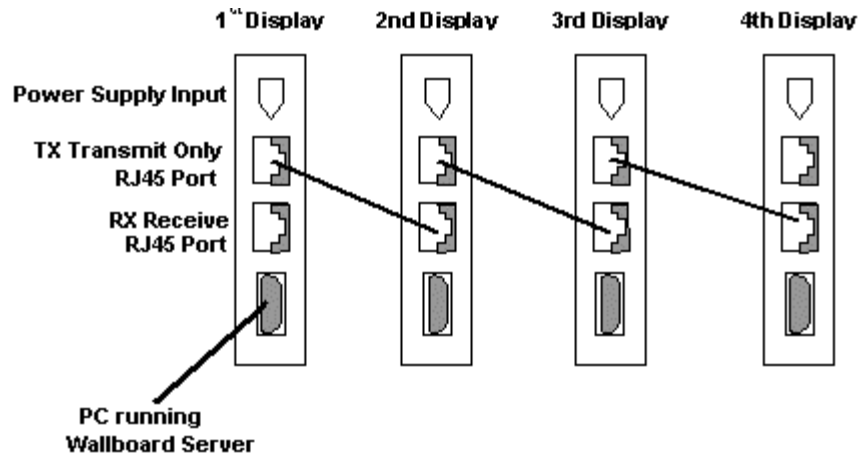 1st Display
2nd Display
3rd Display
4th Display
Power Supply Input
TX Transmit Only
RJ45 Port
RX Receive
RJ45 Port
PC running
Wallboard Server